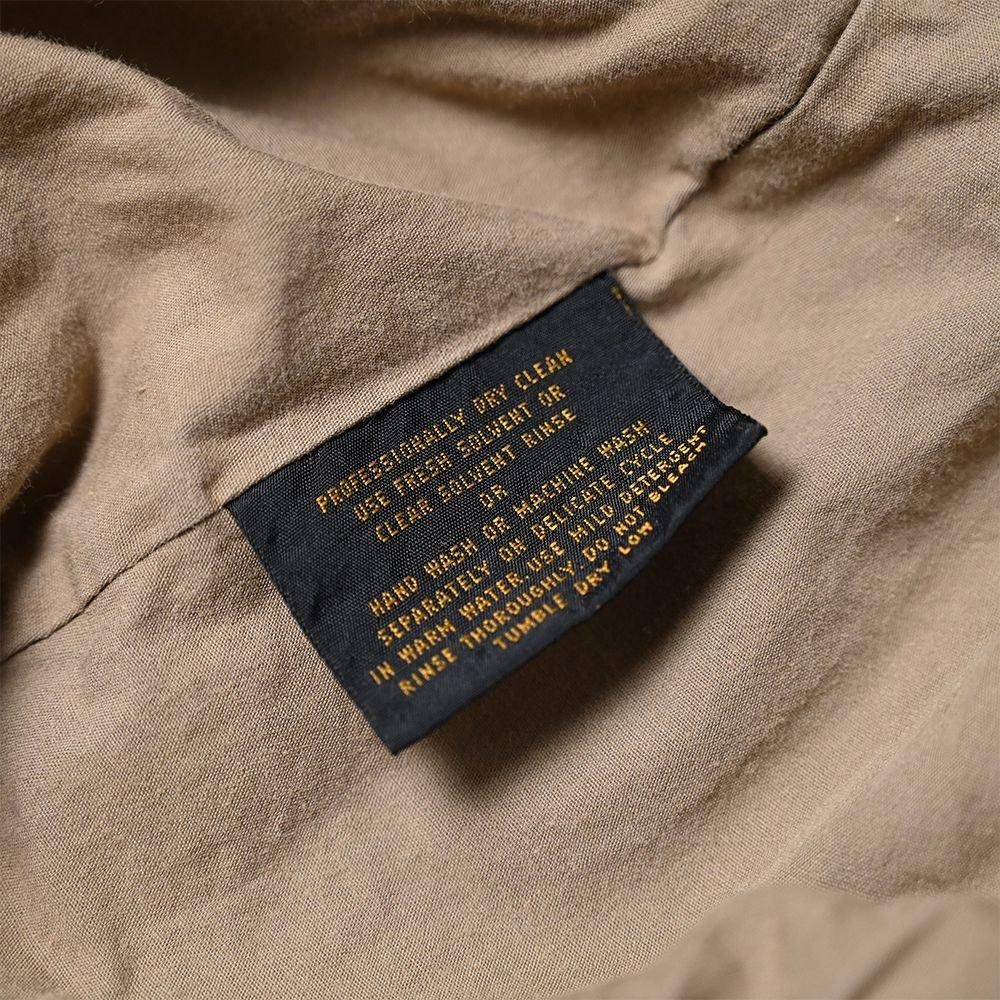 PROFESSIONALLY DRY CLEAN
USE FRESH SOLVENT OR
CLEAR SOLVENT RINSE
OR
HAND WASH OR MACHINE WASH
SEPARATELY ON DELICATE CYCLE
IN WARM WATER.USE MILD DETERGENT
RINSE THOROUGHLY.DO NOT BLEACH
TUMBLE DRY LOW